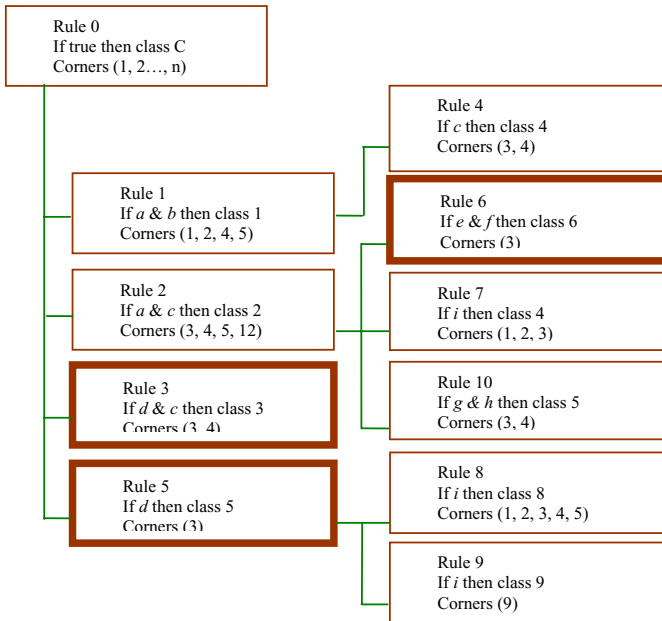 Rule 0
If true then class C
Corners (1, 2…, n)
Rule 1
If a & b then class 1
Corners (1, 2, 4, 5)
Rule 2
If a & c then class 2
Corners (3, 4, 5, 12)
Rule 3
If d & c then class 3
Corners (3, 4)
Rule 5
If d then class 5
Corners (3)
Rule 4
If c then class 4
Corners (3, 4)
Rule 6
If e & f then class 6
Corners (3)
Rule 7
If i then class 4
Corners (1, 2, 3)
Rule 10
If g & h then class 5
Corners (3, 4)
Rule 8
If i then class 8
Corners (1, 2, 3, 4, 5)
Rule 9
If i then class 9
Corners (9)